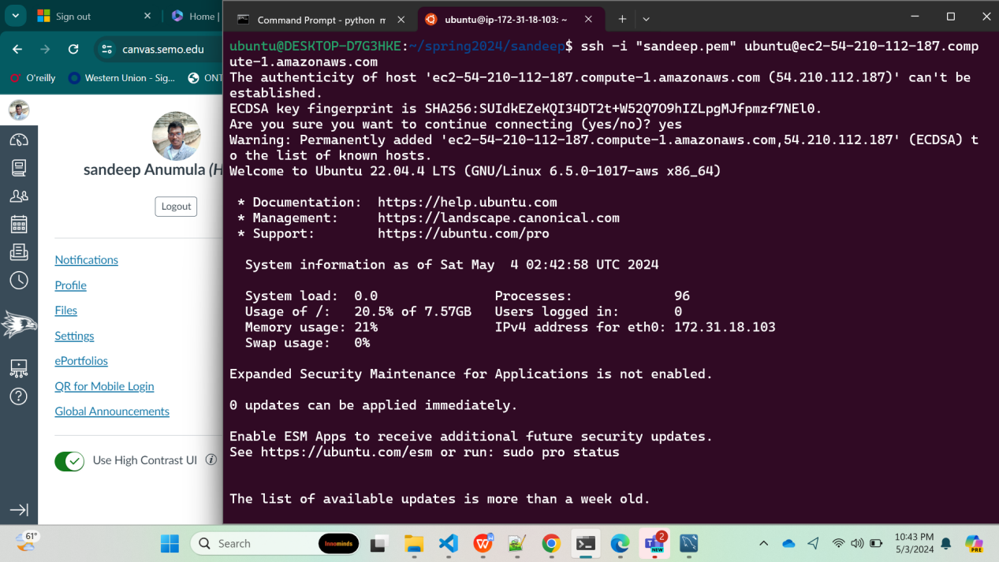 Sign out
Home |
canvas.semo.edu
O'reilly
Western Union - Sig...
ONT
sandeep Anumula (H
Logout
Notifications
Profile
Files
Settings
ePortfolios
QR for Mobile Login
Global Announcements
Use High Contrast UI
Command Prompt - python m
ubuntu@ip-172-31-18-103: ~
ubuntu@DESKTOP-D7G3HKE:~/spring2024/sandeep$ ssh -i "sandeep.pem" ubuntu@ec2-54-210-112-187.comp
ute-1.amazonaws.com
The authenticity of host 'ec2-54-210-112-187.compute-1.amazonaws.com (54.210.112.187)' can't be
established.
ECDSA key fingerprint is SHA256:SUIdkEZeKQI34DT2t+W52Q7O9hIZLpgMJfpmzf7NEl0.
Are you sure you want to continue connecting (yes/no)? yes
Warning: Permanently added 'ec2-54-210-112-187.compute-1.amazonaws.com,54.210.112.187' (ECDSA) t
o the list of known hosts.
Welcome to Ubuntu 22.04.4 LTS (GNU/Linux 6.5.0-1017-aws x86_64)
* Documentation: https://help.ubuntu.com
* Management: https://landscape.canonical.com
* Support: https://ubuntu.com/pro
System information as of Sat May 4 02:42:58 UTC 2024
System load: 0.0 Processes: 96
Usage of /: 20.5% of 7.57GB Users logged in: 0
Memory usage: 21% IPv4 address for eth0: 172.31.18.103
Swap usage: 0%
Expanded Security Maintenance for Applications is not enabled.
0 updates can be applied immediately.
Enable ESM Apps to receive additional future security updates.
See https://ubuntu.com/esm or run: sudo pro status
The list of available updates is more than a week old.
61°
Search
Innominds
NEW
2
10:43 PM
5/3/2024
PRE